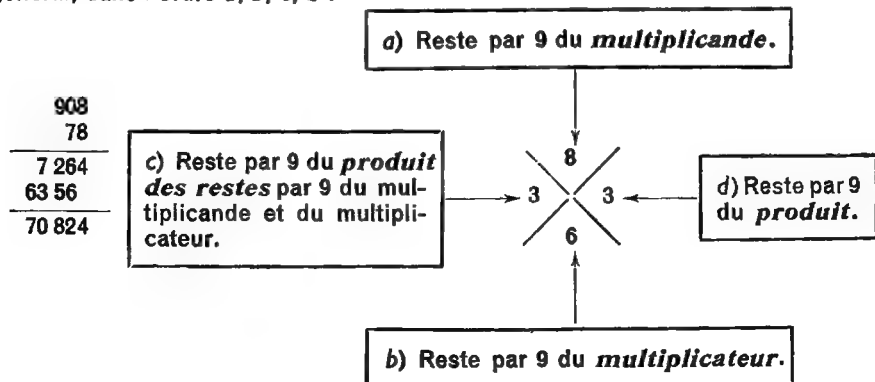 a) Reste par 9 du multiplicande.
908
78
7 264
63 56
70 824
c) Reste par 9 du produit
des restes par 9 du mul-
tiplicande et du multipli-
cateur.
8
3 3
6
d) Reste par 9
du produit.
b) Reste par 9 du multiplicateur.